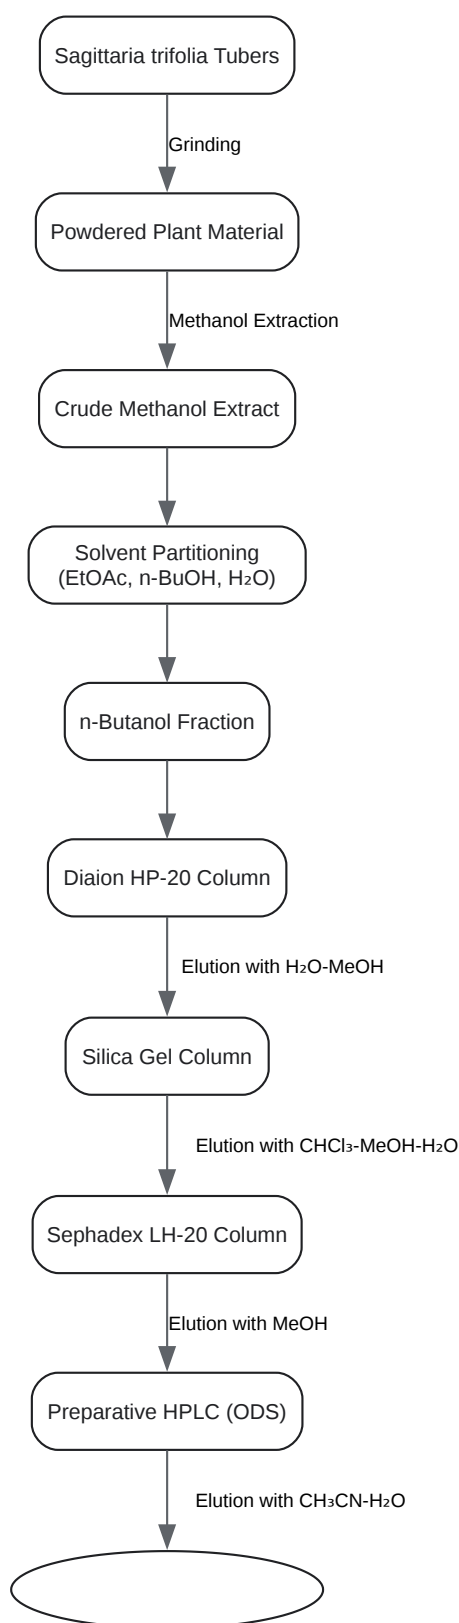 Sagittaria trifolia Tubers
Grinding
Powdered Plant Material
Methanol Extraction
Crude Methanol Extract
Solvent Partitioning
(EtOAc, n-BuOH, H₂O)
n-Butanol Fraction
Diaion HP-20 Column
Elution with H₂O-MeOH
Silica Gel Column
Elution with CHCl₃-MeOH-H₂O
Sephadex LH-20 Column
Elution with MeOH
Preparative HPLC (ODS)
Elution with CH₃CN-H₂O